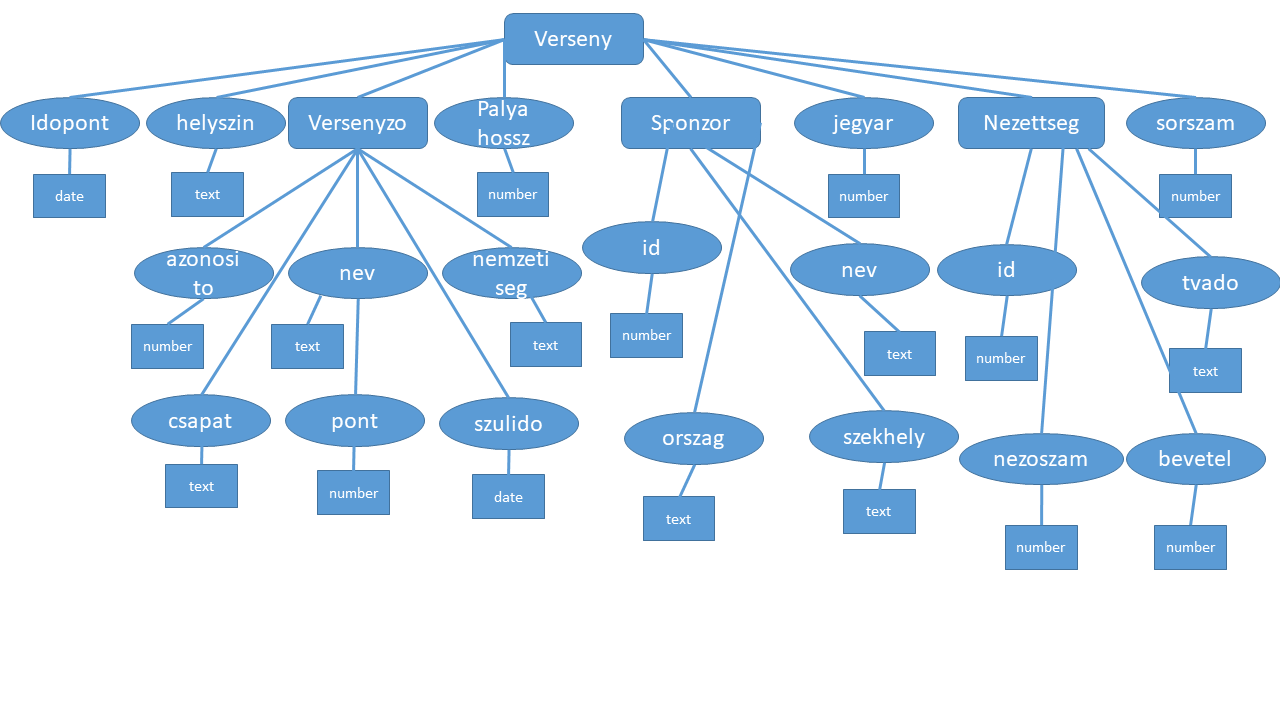 Verseny
Idopont
helyszin
Versenyzo
Palya
hossz
Sponzor
jegyar
Nezettseg
sorszam
date
text
number
number
number
azonosi
to
nev
nemzeti
seg
id
nev
id
tvado
number
text
text
number
text
number
text
csapat
pont
szulido
orszag
szekhely
nezoszam
bevetel
text
number
date
text
text
number
number